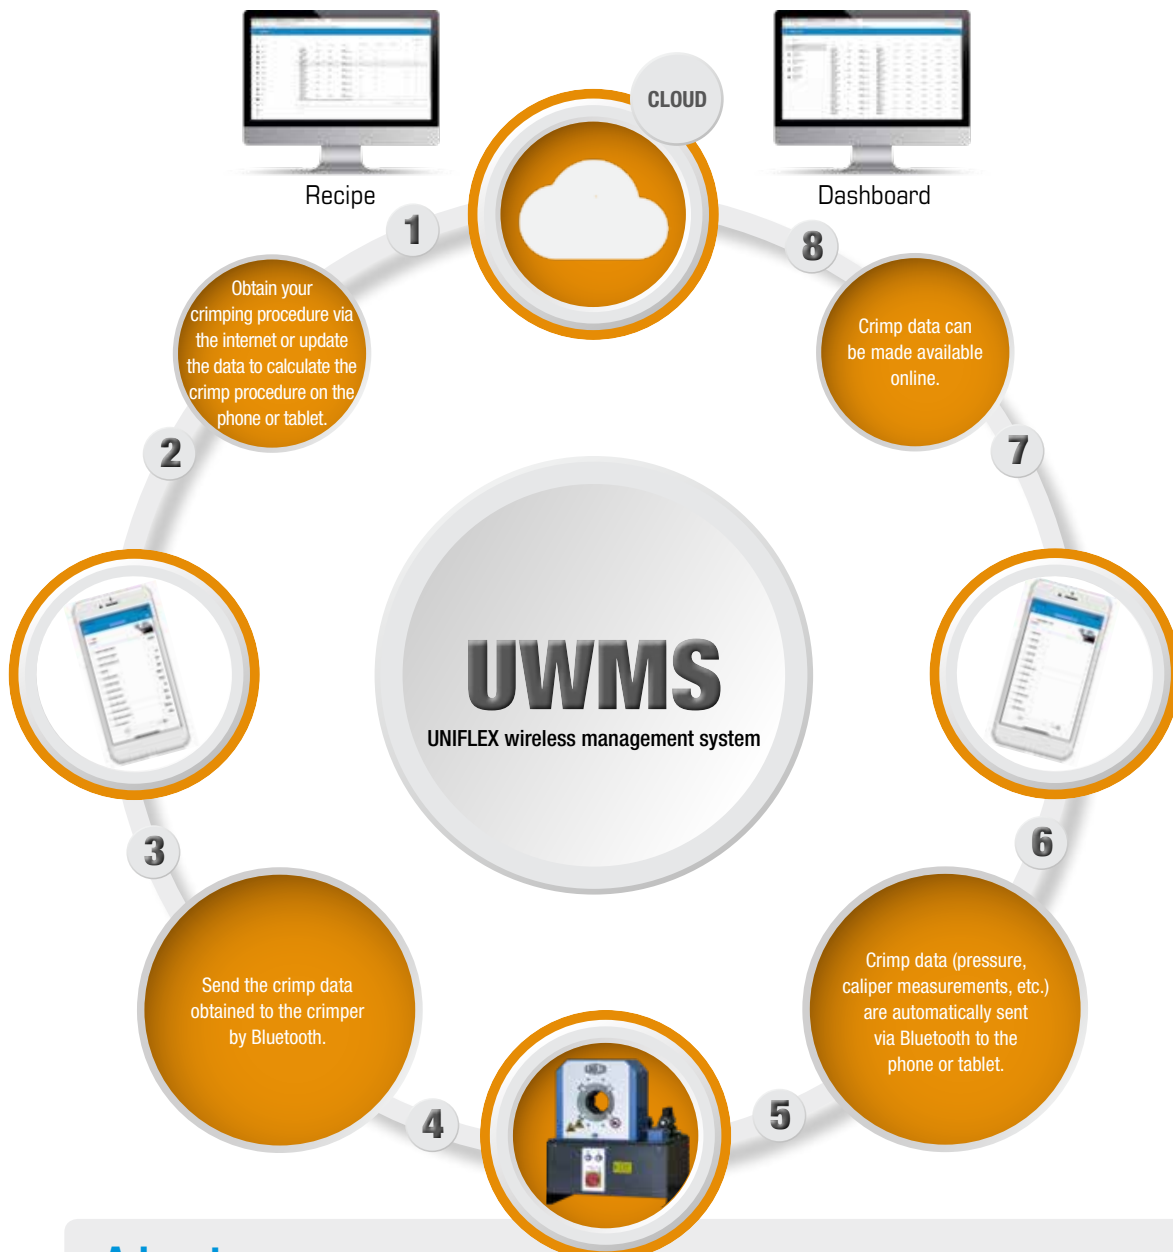 CLOUD
Recipe
Dashboard
1
8
Obtain your
crimping procedure via
the internet or update
the data to calculate the
crimp procedure on the
phone or tablet.
Crimp data can
be made available
online.
2
7
UWMS
UNIFLEX wireless management system
3
6
Send the crimp data
obtained to the crimper
by Bluetooth.
Crimp data (pressure,
caliper measurements, etc.)
are automatically sent
via Bluetooth to the
phone or tablet.
4
5